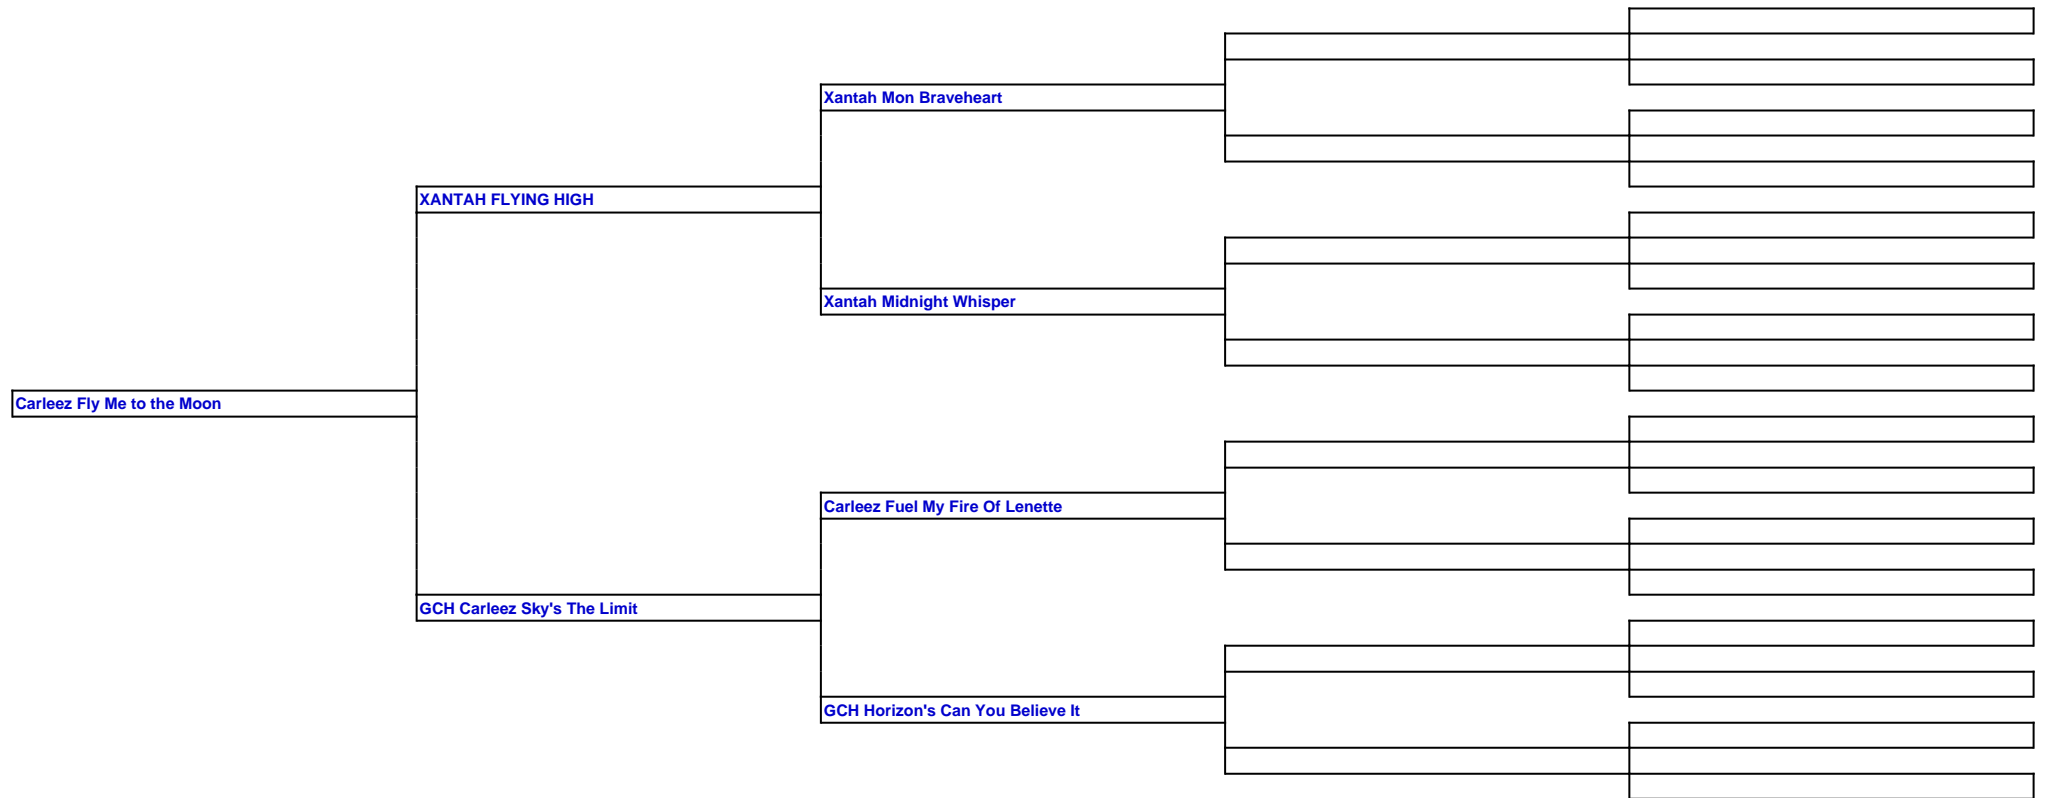 Xantah Mon Braveheart
XANTAH FLYING HIGH
Xantah Midnight Whisper
Carleez Fly Me to the Moon
Carleez Fuel My Fire Of Lenette
GCH Carleez Sky's The Limit
GCH Horizon's Can You Believe It